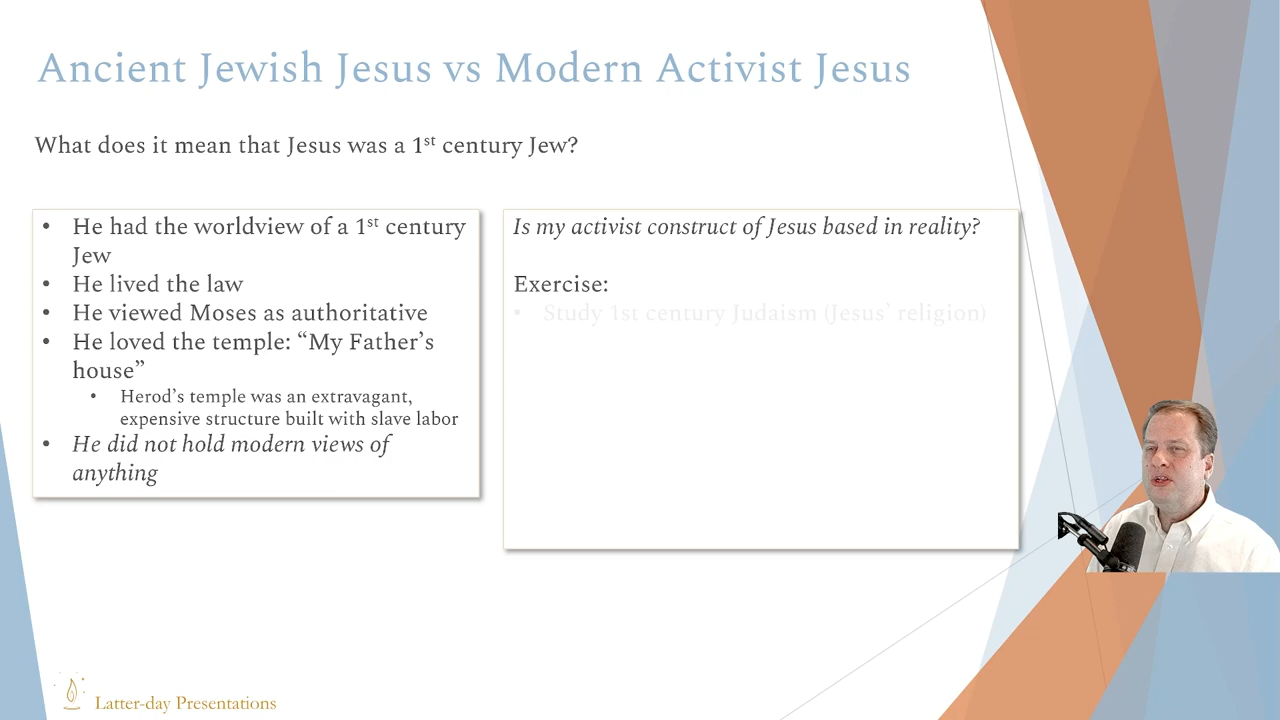 Ancient Jewish Jesus vs Modern Activist Jesus
What does it mean that Jesus was a 1st century Jew?
• He had the worldview of a 1st century
Jew
• He lived the law
• He viewed Moses as authoritative
• He loved the temple: “My Father’s
house”
• Herod’s temple was an extravagant,
expensive structure built with slave labor
• He did not hold modern views of
anything
Is my activist construct of Jesus based in reality?
Exercise:
• Study 1st century Judaism (Jesus` religion)
Latter-day Presentations